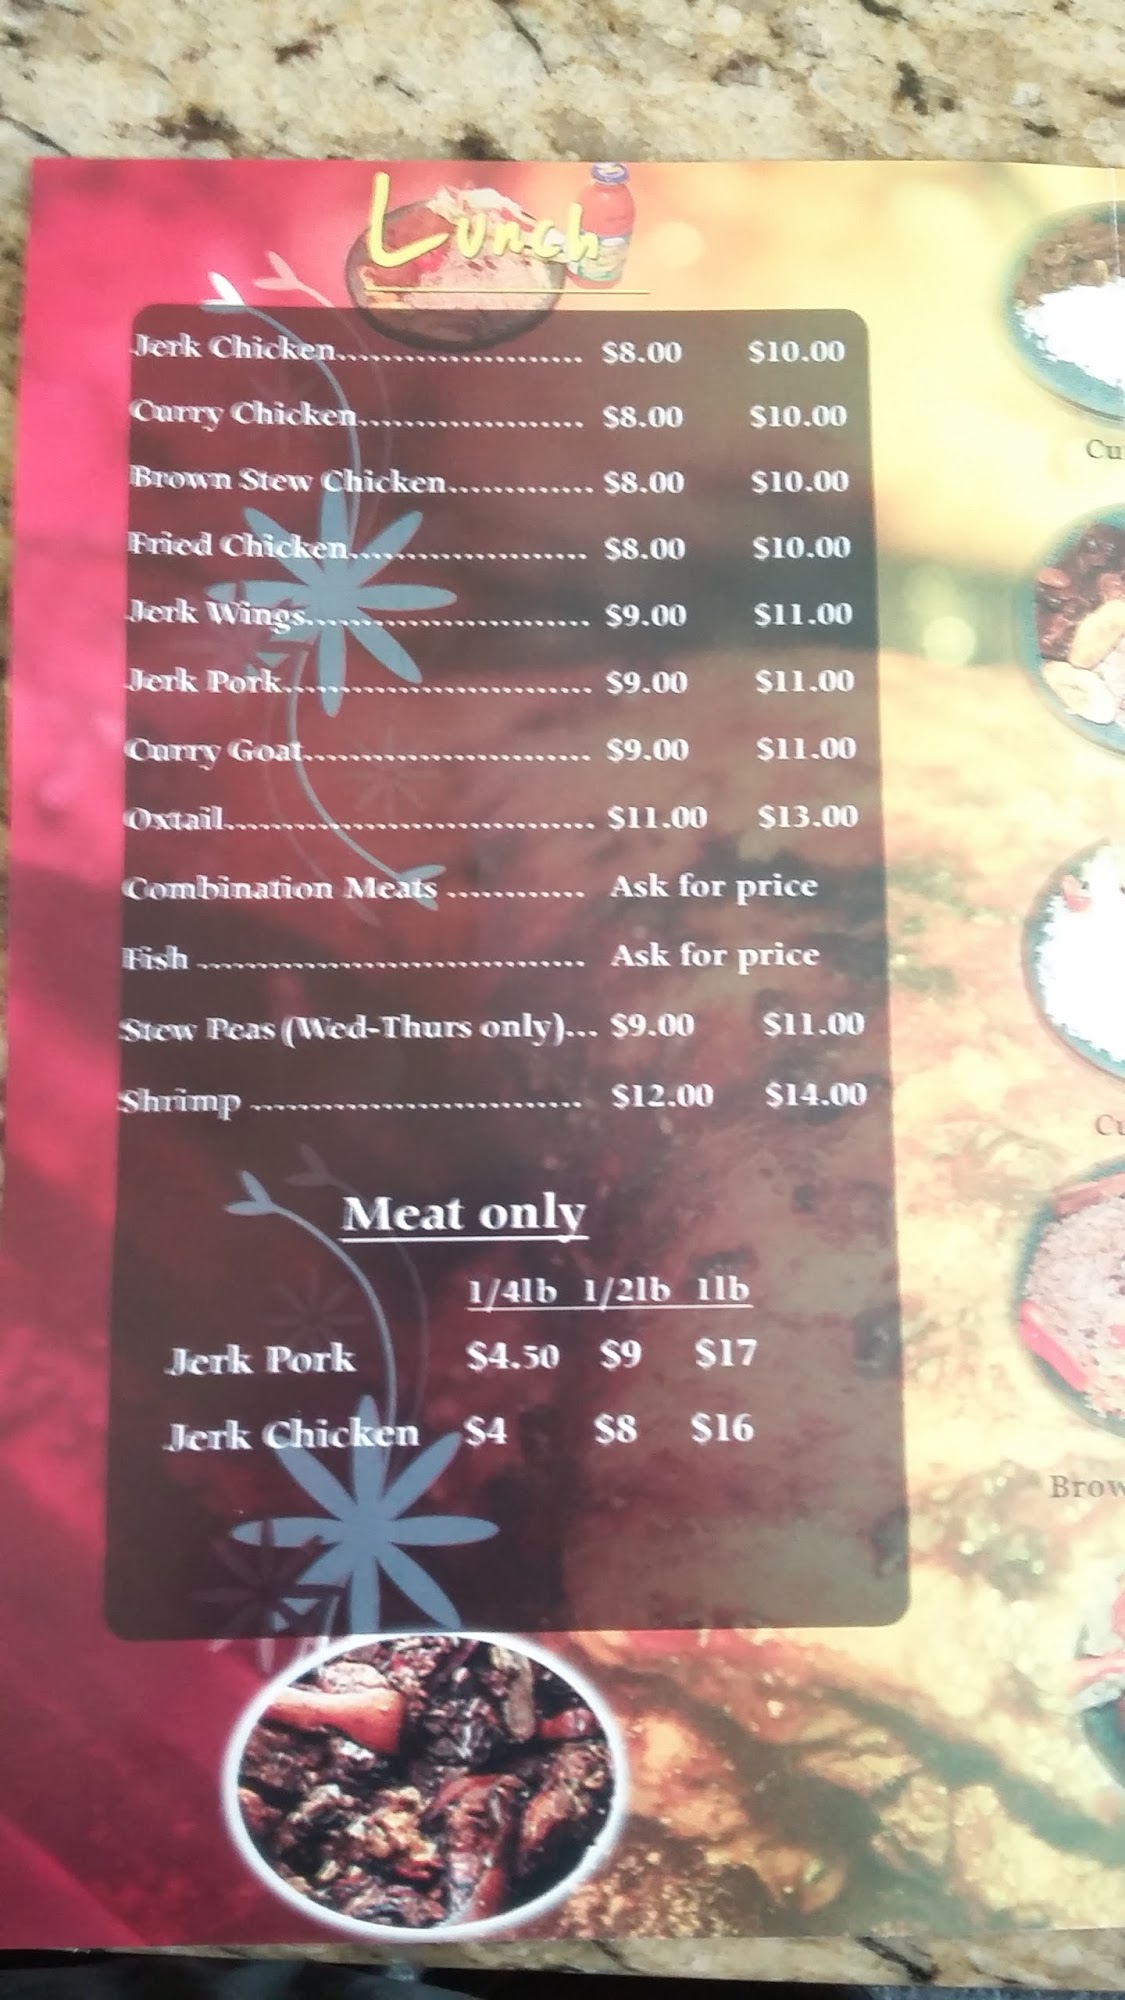 Lunch
Jerk Chicken...................... $8.00 $10.00
Curry Chicken.................... $8.00 $10.00
Brown Stew Chicken............. $8.00 $10.00
Fried Chicken...................... $8.00 $10.00
Jerk Wings.......................... $9.00 $11.00
Jerk Pork............................ $9.00 $11.00
Curry Goat.......................... $9.00 $11.00
Oxtail.................................. $11.00 $13.00
Combination Meats ............ Ask for price
Fish .................................. Ask for price
Stew Peas (Wed-Thurs only)... $9.00 $11.00
Shrimp ............................. $12.00 $14.00
Meat only
1/4lb 1/2lb 1lb
Jerk Pork $4.50 $9 $17
Jerk Chicken $4 $8 $16
Cu
Cu
Brow